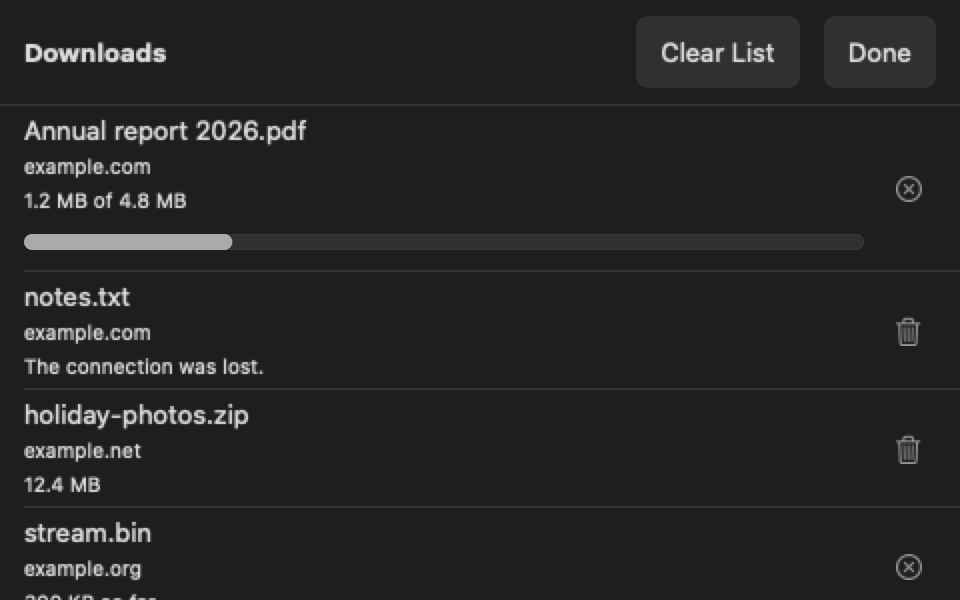 Downloads
Clear List
Done
Annual report 2026.pdf
example.com
1.2 MB of 4.8 MB
notes.txt
example.com
The connection was lost.
holiday-photos.zip
example.net
12.4 MB
stream.bin
example.org